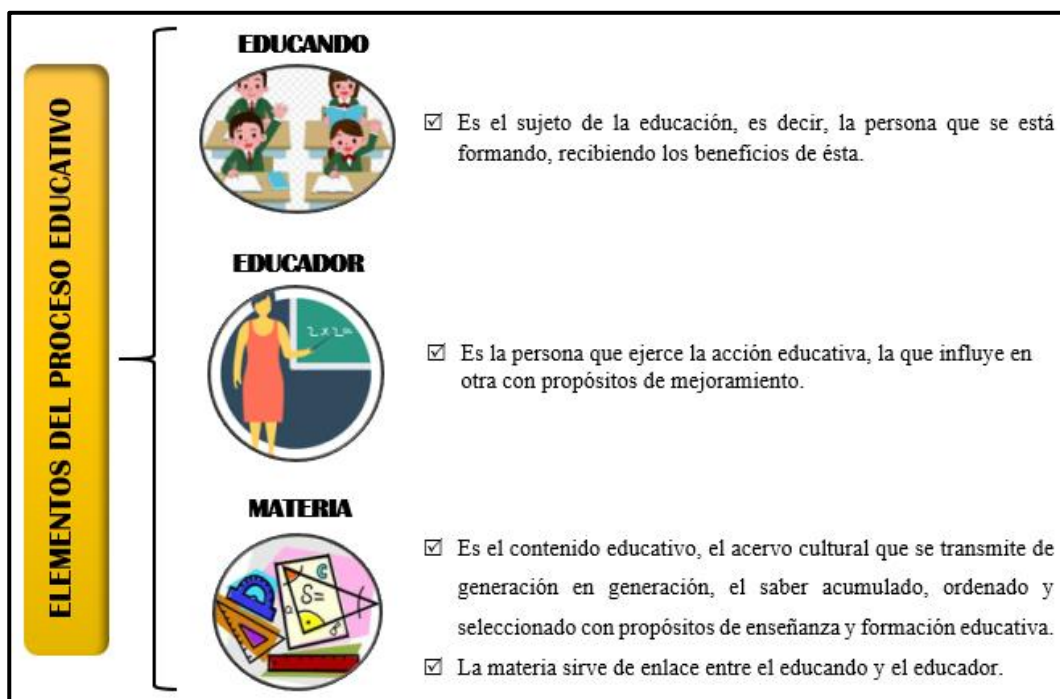 ELEMENTOS DEL PROCESO EDUCATIVO
EDUCANDO
☑ Es el sujeto de la educación, es decir, la persona que se está
formando, recibiendo los beneficios de ésta.
EDUCADOR
2x2=
☑ Es la persona que ejerce la acción educativa, la que influye en
otra con propósitos de mejoramiento.
MATERIA
S=
☑ Es el contenido educativo, el acervo cultural que se transmite de
generación en generación, el saber acumulado, ordenado y
seleccionado con propósitos de enseñanza y formación educativa.
☑ La materia sirve de enlace entre el educando y el educador.